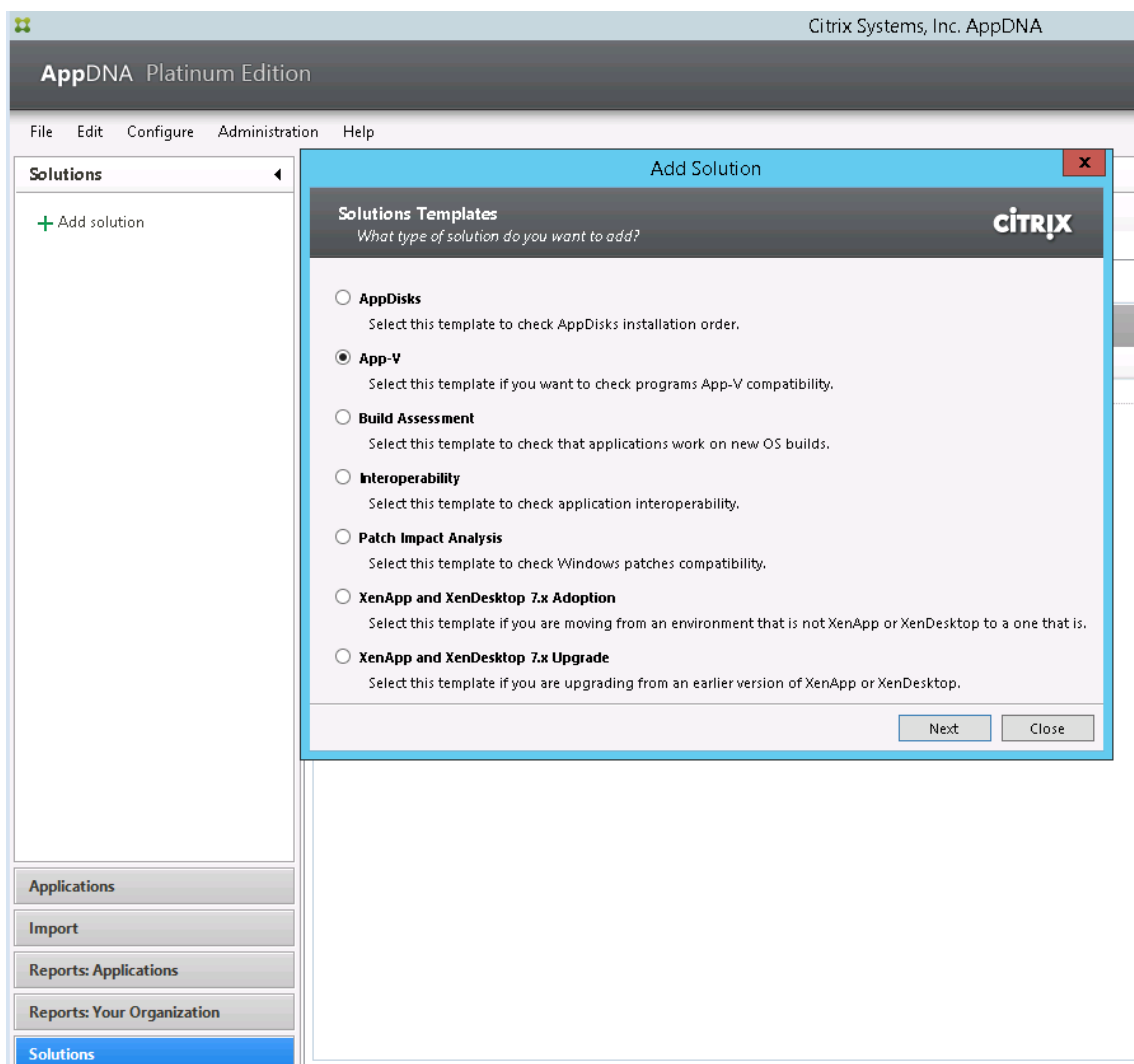 Citrix Systems, Inc. AppDNA
AppDNA Platinum Edition
File Edit Configure Administration Help
Solutions
Add solution
Add Solution
x
Solutions Templates
What type of solution do you want to add?
CITRIX
AppDisks
Select this template to check AppDisks installation order.
App-V
Select this template if you want to check programs App-V compatibility.
Build Assessment
Select this template to check that applications work on new OS builds.
Interoperability
Select this template to check application interoperability.
Patch Impact Analysis
Select this template to check Windows patches compatibility.
XenApp and XenDesktop 7.x Adoption
Select this template if you are moving from an environment that is not XenApp or XenDesktop to a one that is.
XenApp and XenDesktop 7.x Upgrade
Select this template if you are upgrading from an earlier version of XenApp or XenDesktop.
Next Close
Applications
Import
Reports: Applications
Reports: Your Organization
Solutions